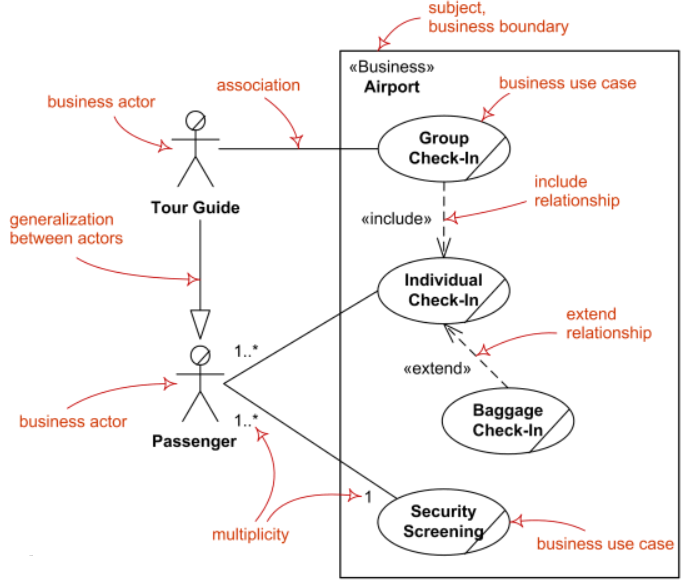 subject,
business boundary
«Business»
Airport
association
business use case
business actor
Group
Check-In
Tour Guide
include
relationship
«include»
generalization
between actors
Individual
Check-In
extend
relationship
1..*
«extend»
business actor
1..*
Passenger
Baggage
Check-In
1
multiplicity
Security
Screening
business use case